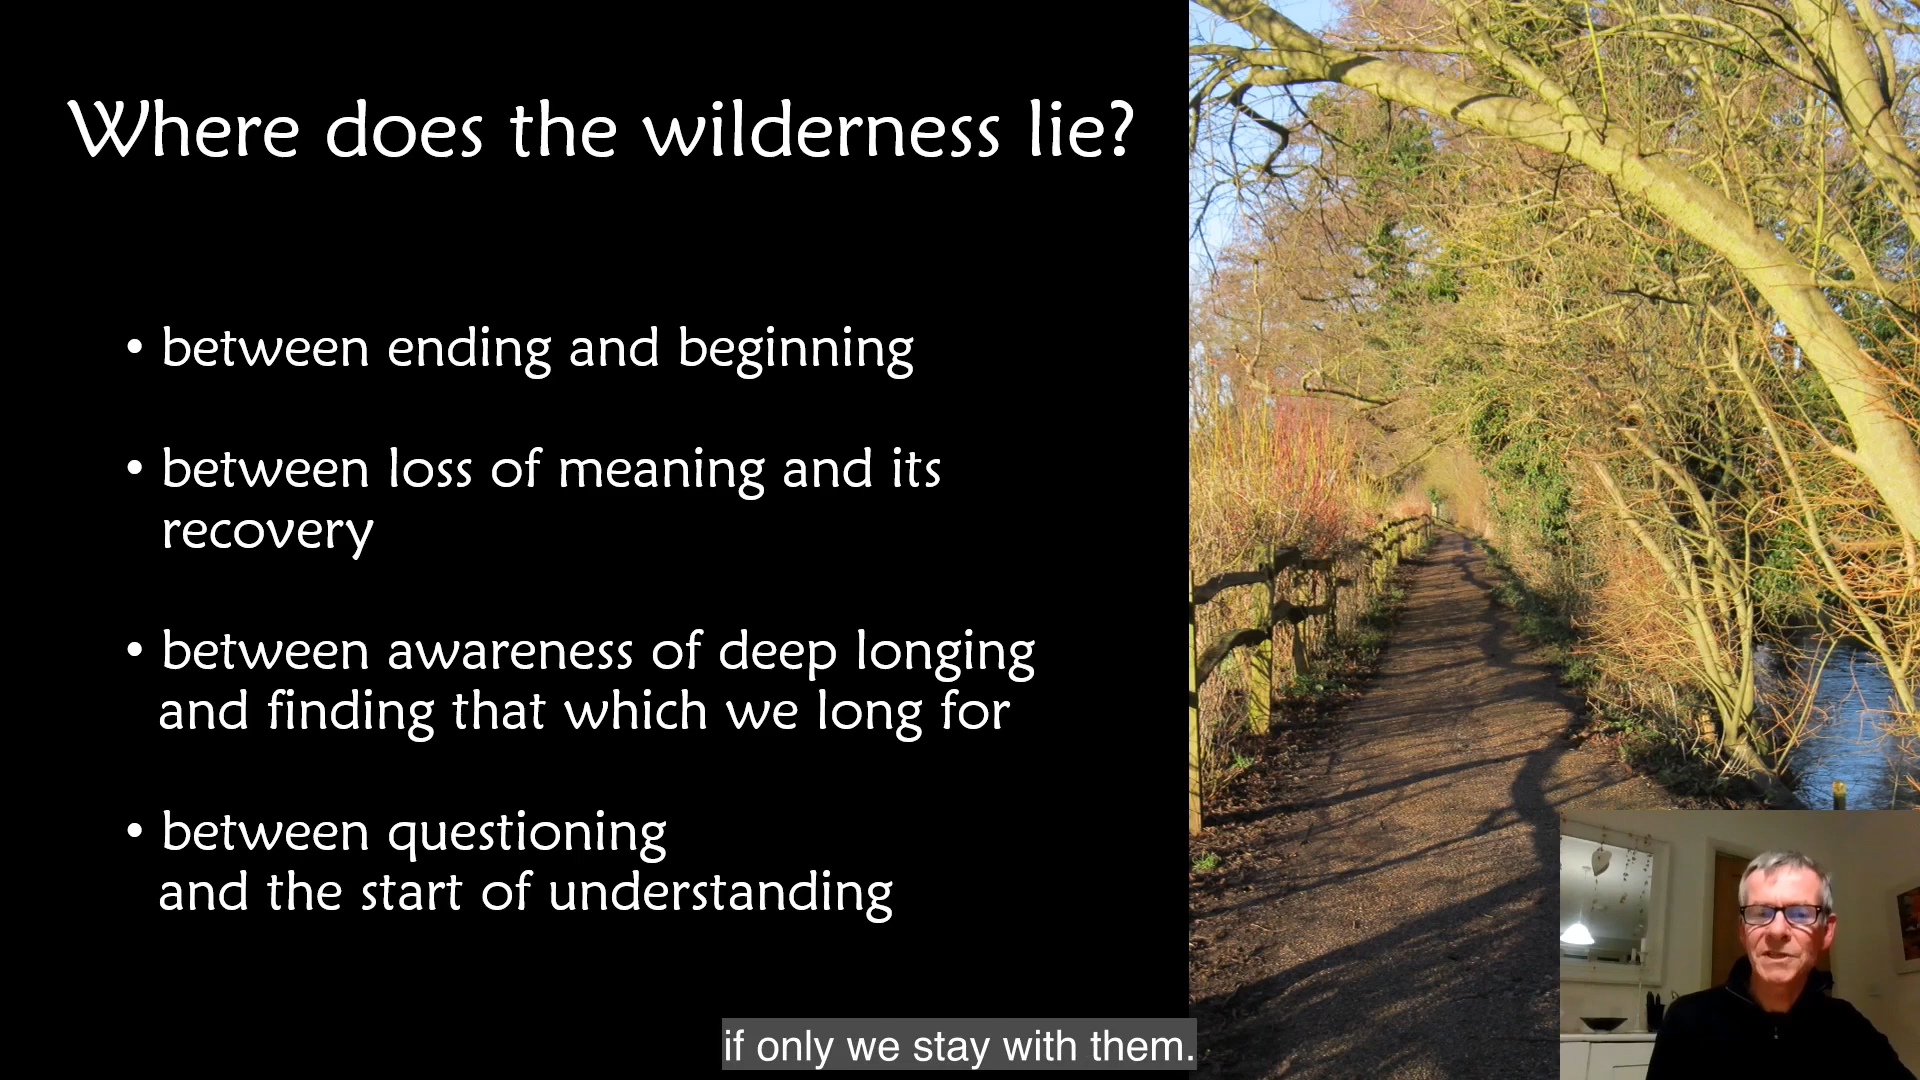 Where does the wilderness lie?
• between ending and beginning
• between loss of meaning and its
recovery
• between awareness of deep longing
and finding that which we long for
• between questioning
and the start of understanding
if only we stay with them.